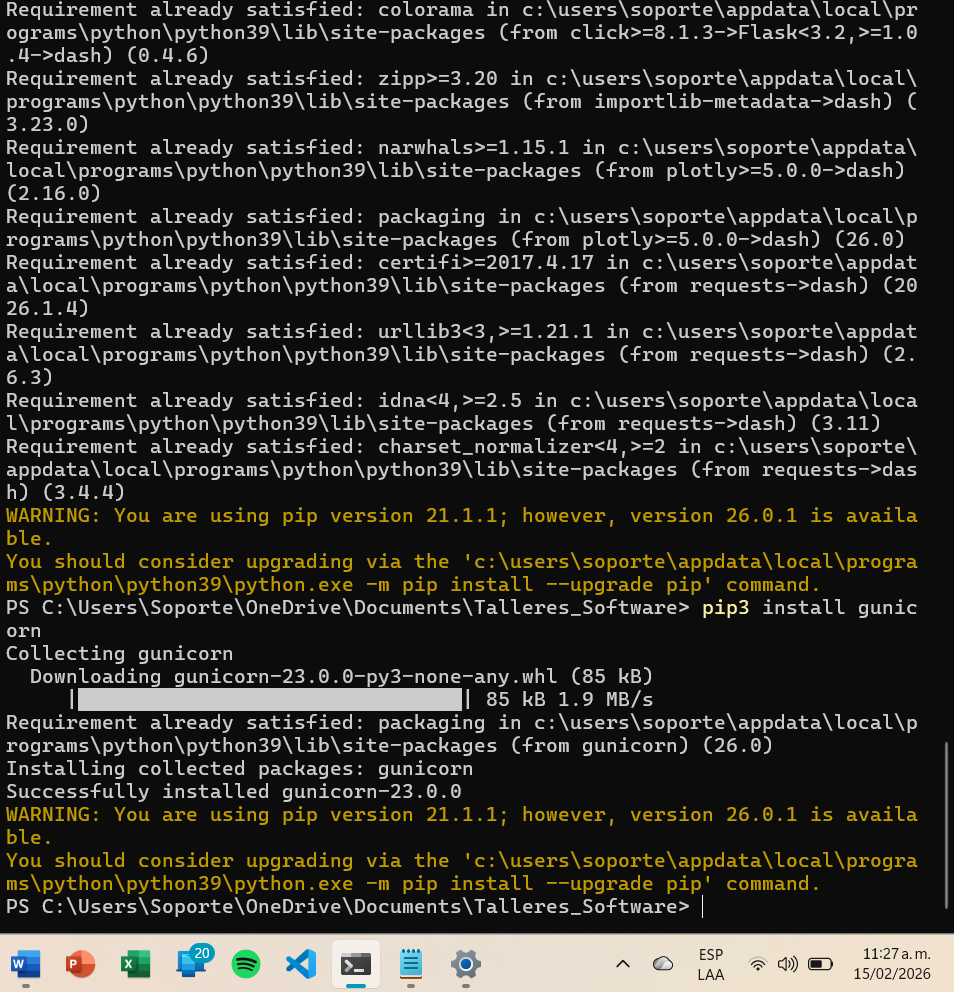 Requirement already satisfied: colorama in c:\users\soporte\appdata\local\pr
ograms\python\python39\lib\site-packages (from click>=8.1.3->Flask<3.2,>=1.0
.4->dash) (0.4.6)
Requirement already satisfied: zipp>=3.20 in c:\users\soporte\appdata\local\
programs\python\python39\lib\site-packages (from importlib-metadata->dash) (
3.23.0)
Requirement already satisfied: narwhals>=1.15.1 in c:\users\soporte\appdata\
local\programs\python\python39\lib\site-packages (from plotly>=5.0.0->dash)
(2.16.0)
Requirement already satisfied: packaging in c:\users\soporte\appdata\local\p
rograms\python\python39\lib\site-packages (from plotly>=5.0.0->dash) (26.0)
Requirement already satisfied: certifi>=2017.4.17 in c:\users\soporte\appdat
a\local\programs\python\python39\lib\site-packages (from requests->dash) (20
26.1.4)
Requirement already satisfied: urllib3<3,>=1.21.1 in c:\users\soporte\appdat
a\local\programs\python\python39\lib\site-packages (from requests->dash) (2.
6.3)
Requirement already satisfied: idna<4,>=2.5 in c:\users\soporte\appdata\loca
l\programs\python\python39\lib\site-packages (from requests->dash) (3.11)
Requirement already satisfied: charset_normalizer<4,>=2 in c:\users\soporte\
appdata\local\programs\python\python39\lib\site-packages (from requests->das
h) (3.4.4)
WARNING: You are using pip version 21.1.1; however, version 26.0.1 is availa
ble.
You should consider upgrading via the 'c:\users\soporte\appdata\local\progra
ms\python\python39\python.exe -m pip install --upgrade pip' command.
PS C:\Users\Soporte\OneDrive\Documents\Talleres_Software> pip3 install gunic
orn
Collecting gunicorn
  Downloading gunicorn-23.0.0-py3-none-any.whl (85 kB)
     |████████████████████████████████| 85 kB 1.9 MB/s
Requirement already satisfied: packaging in c:\users\soporte\appdata\local\p
rograms\python\python39\lib\site-packages (from gunicorn) (26.0)
Installing collected packages: gunicorn
Successfully installed gunicorn-23.0.0
WARNING: You are using pip version 21.1.1; however, version 26.0.1 is availa
ble.
You should consider upgrading via the 'c:\users\soporte\appdata\local\progra
ms\python\python39\python.exe -m pip install --upgrade pip' command.
PS C:\Users\Soporte\OneDrive\Documents\Talleres_Software>
W
P
X
20
ESP
LAA
11:27 a. m.
15/02/2026